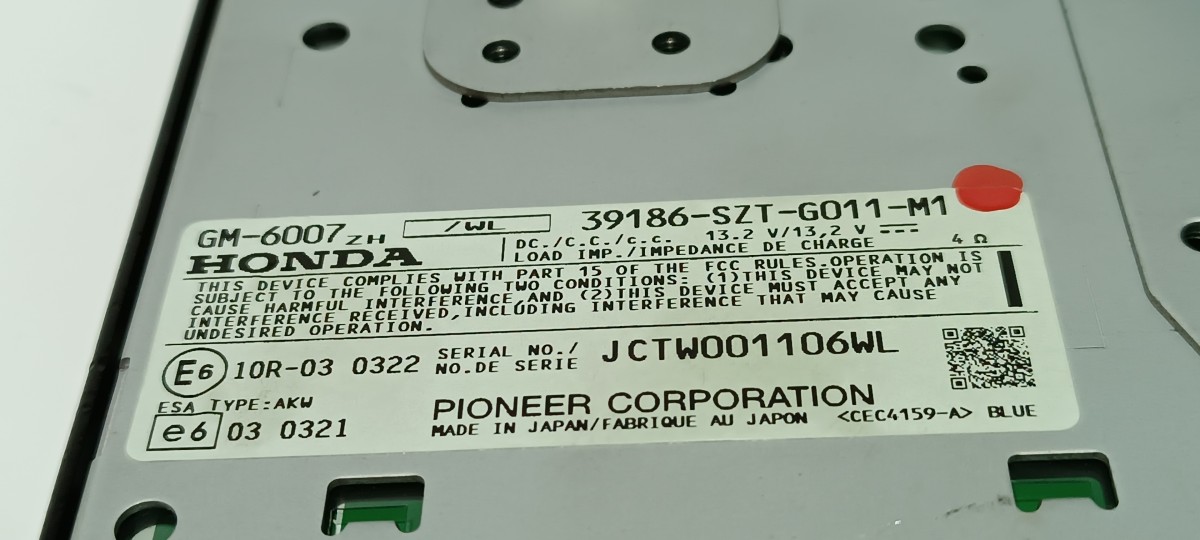 GM-6007ZH /WL 39186-SZT-G011-M1
HONDA
DC./C.C./c.c. 13.2 V/13,2 V
LOAD IMP./IMPEDANCE DE CHARGE 4 Ω
THIS DEVICE COMPLIES WITH PART 15 OF THE FCC RULES.OPERATION IS
SUBJECT TO THE FOLLOWING TWO CONDITIONS: (1)THIS DEVICE MAY NOT
CAUSE HARMFUL INTERFERENCE,AND (2)THIS DEVICE MUST ACCEPT ANY
INTERFERENCE RECEIVED,INCLUDING INTERFERENCE THAT MAY CAUSE
UNDESIRED OPERATION.
E6 10R-03 0322
SERIAL NO./
NO.DE SERIE
JCTW001106WL
ESA TYPE:AKW
e6 03 0321
PIONEER CORPORATION
MADE IN JAPAN/FABRIQUE AU JAPON <CEC4159-A> BLUE